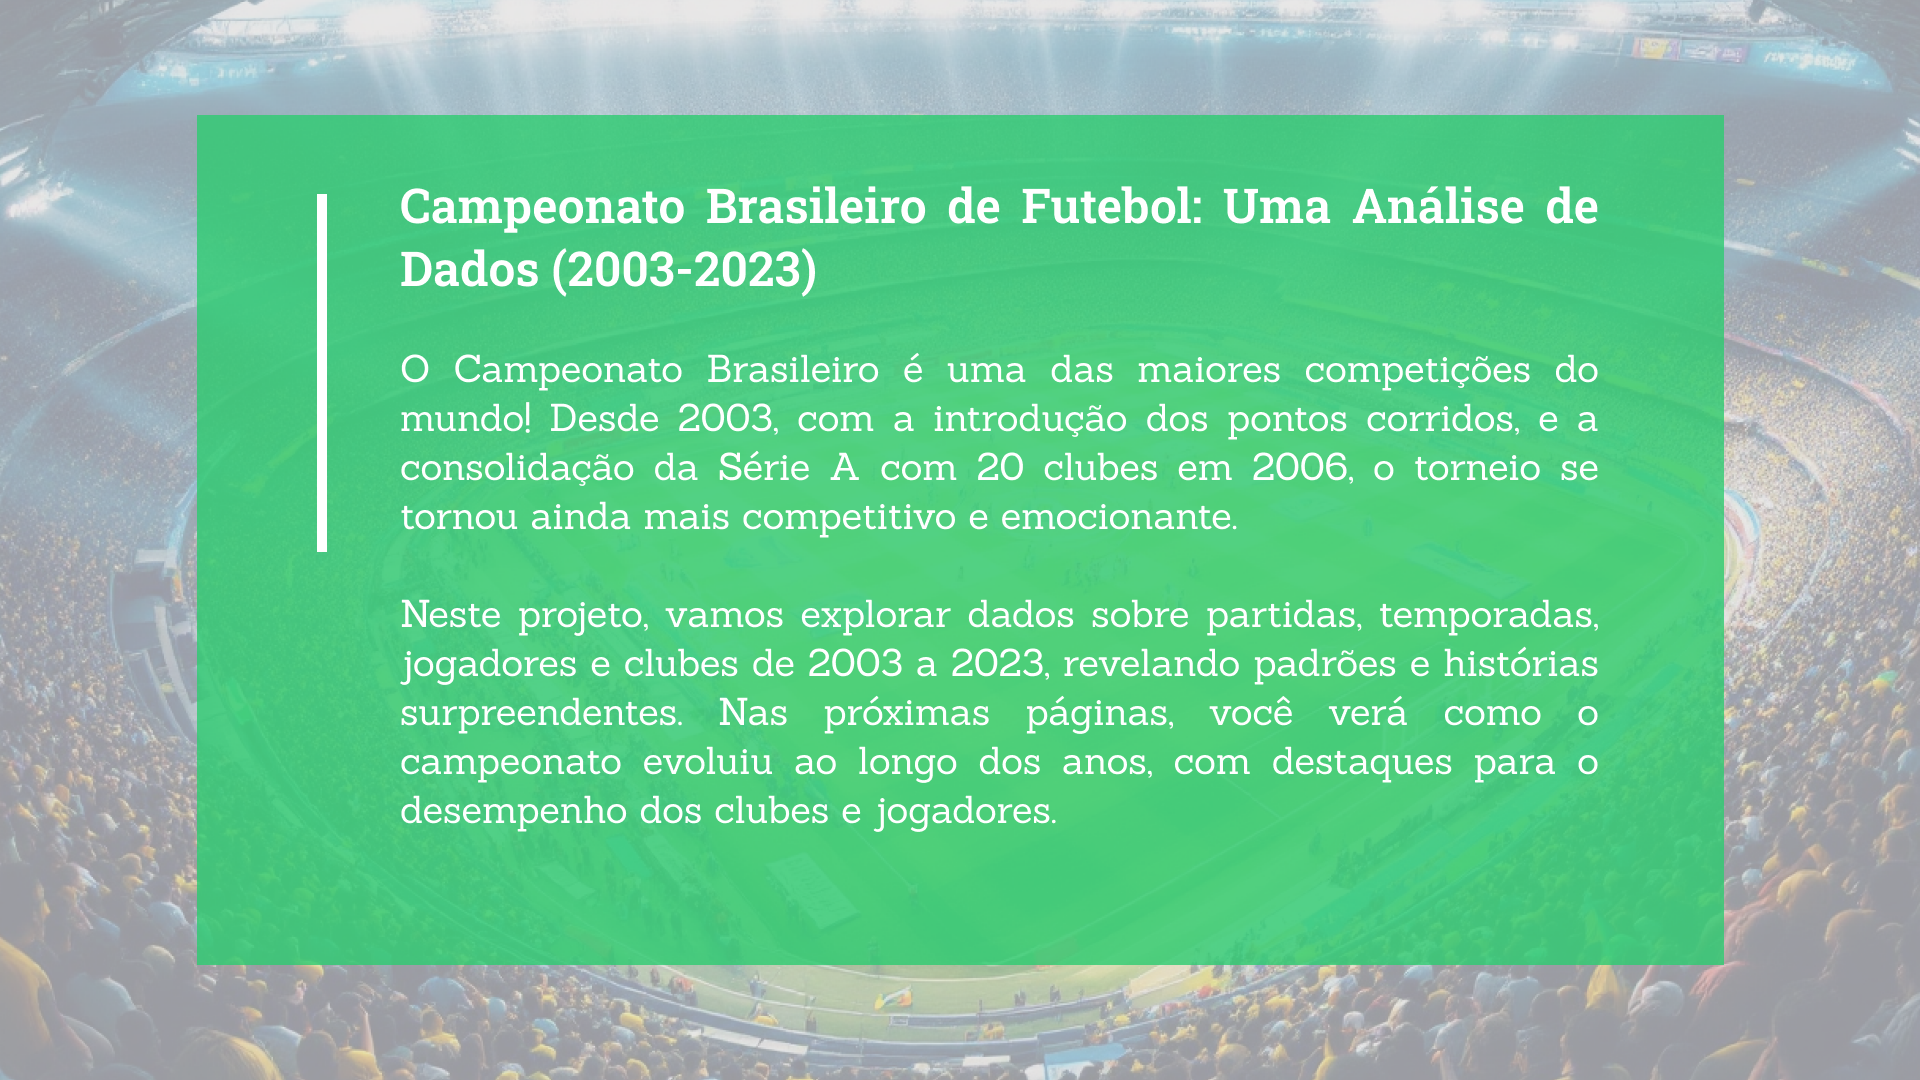 Campeonato Brasileiro de Futebol: Uma Análise de
Dados (2003-2023)
O Campeonato Brasileiro é uma das maiores competições do
mundo! Desde 2003, com a introdução dos pontos corridos, e a
consolidação da Série A com 20 clubes em 2006, o torneio se
tornou ainda mais competitivo e emocionante.
Neste projeto, vamos explorar dados sobre partidas, temporadas,
jogadores e clubes de 2003 a 2023, revelando padrões e histórias
surpreendentes. Nas próximas páginas, você verá como o
campeonato evoluiu ao longo dos anos, com destaques para o
desempenho dos clubes e jogadores.